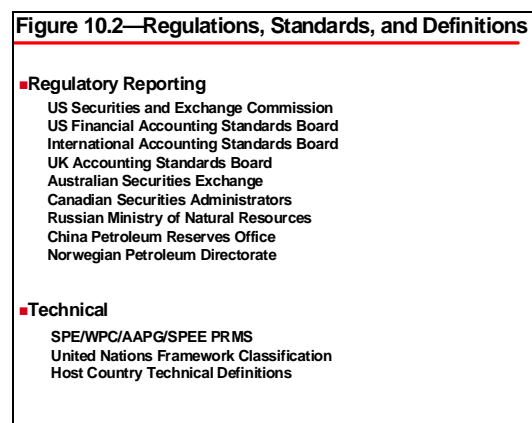 Figure 10.2—Regulations, Standards, and Definitions
■Regulatory Reporting
US Securities and Exchange Commission
US Financial Accounting Standards Board
International Accounting Standards Board
UK Accounting Standards Board
Australian Securities Exchange
Canadian Securities Administrators
Russian Ministry of Natural Resources
China Petroleum Reserves Office
Norwegian Petroleum Directorate
■Technical
SPE/WPC/AAPG/SPEE PRMS
United Nations Framework Classification
Host Country Technical Definitions